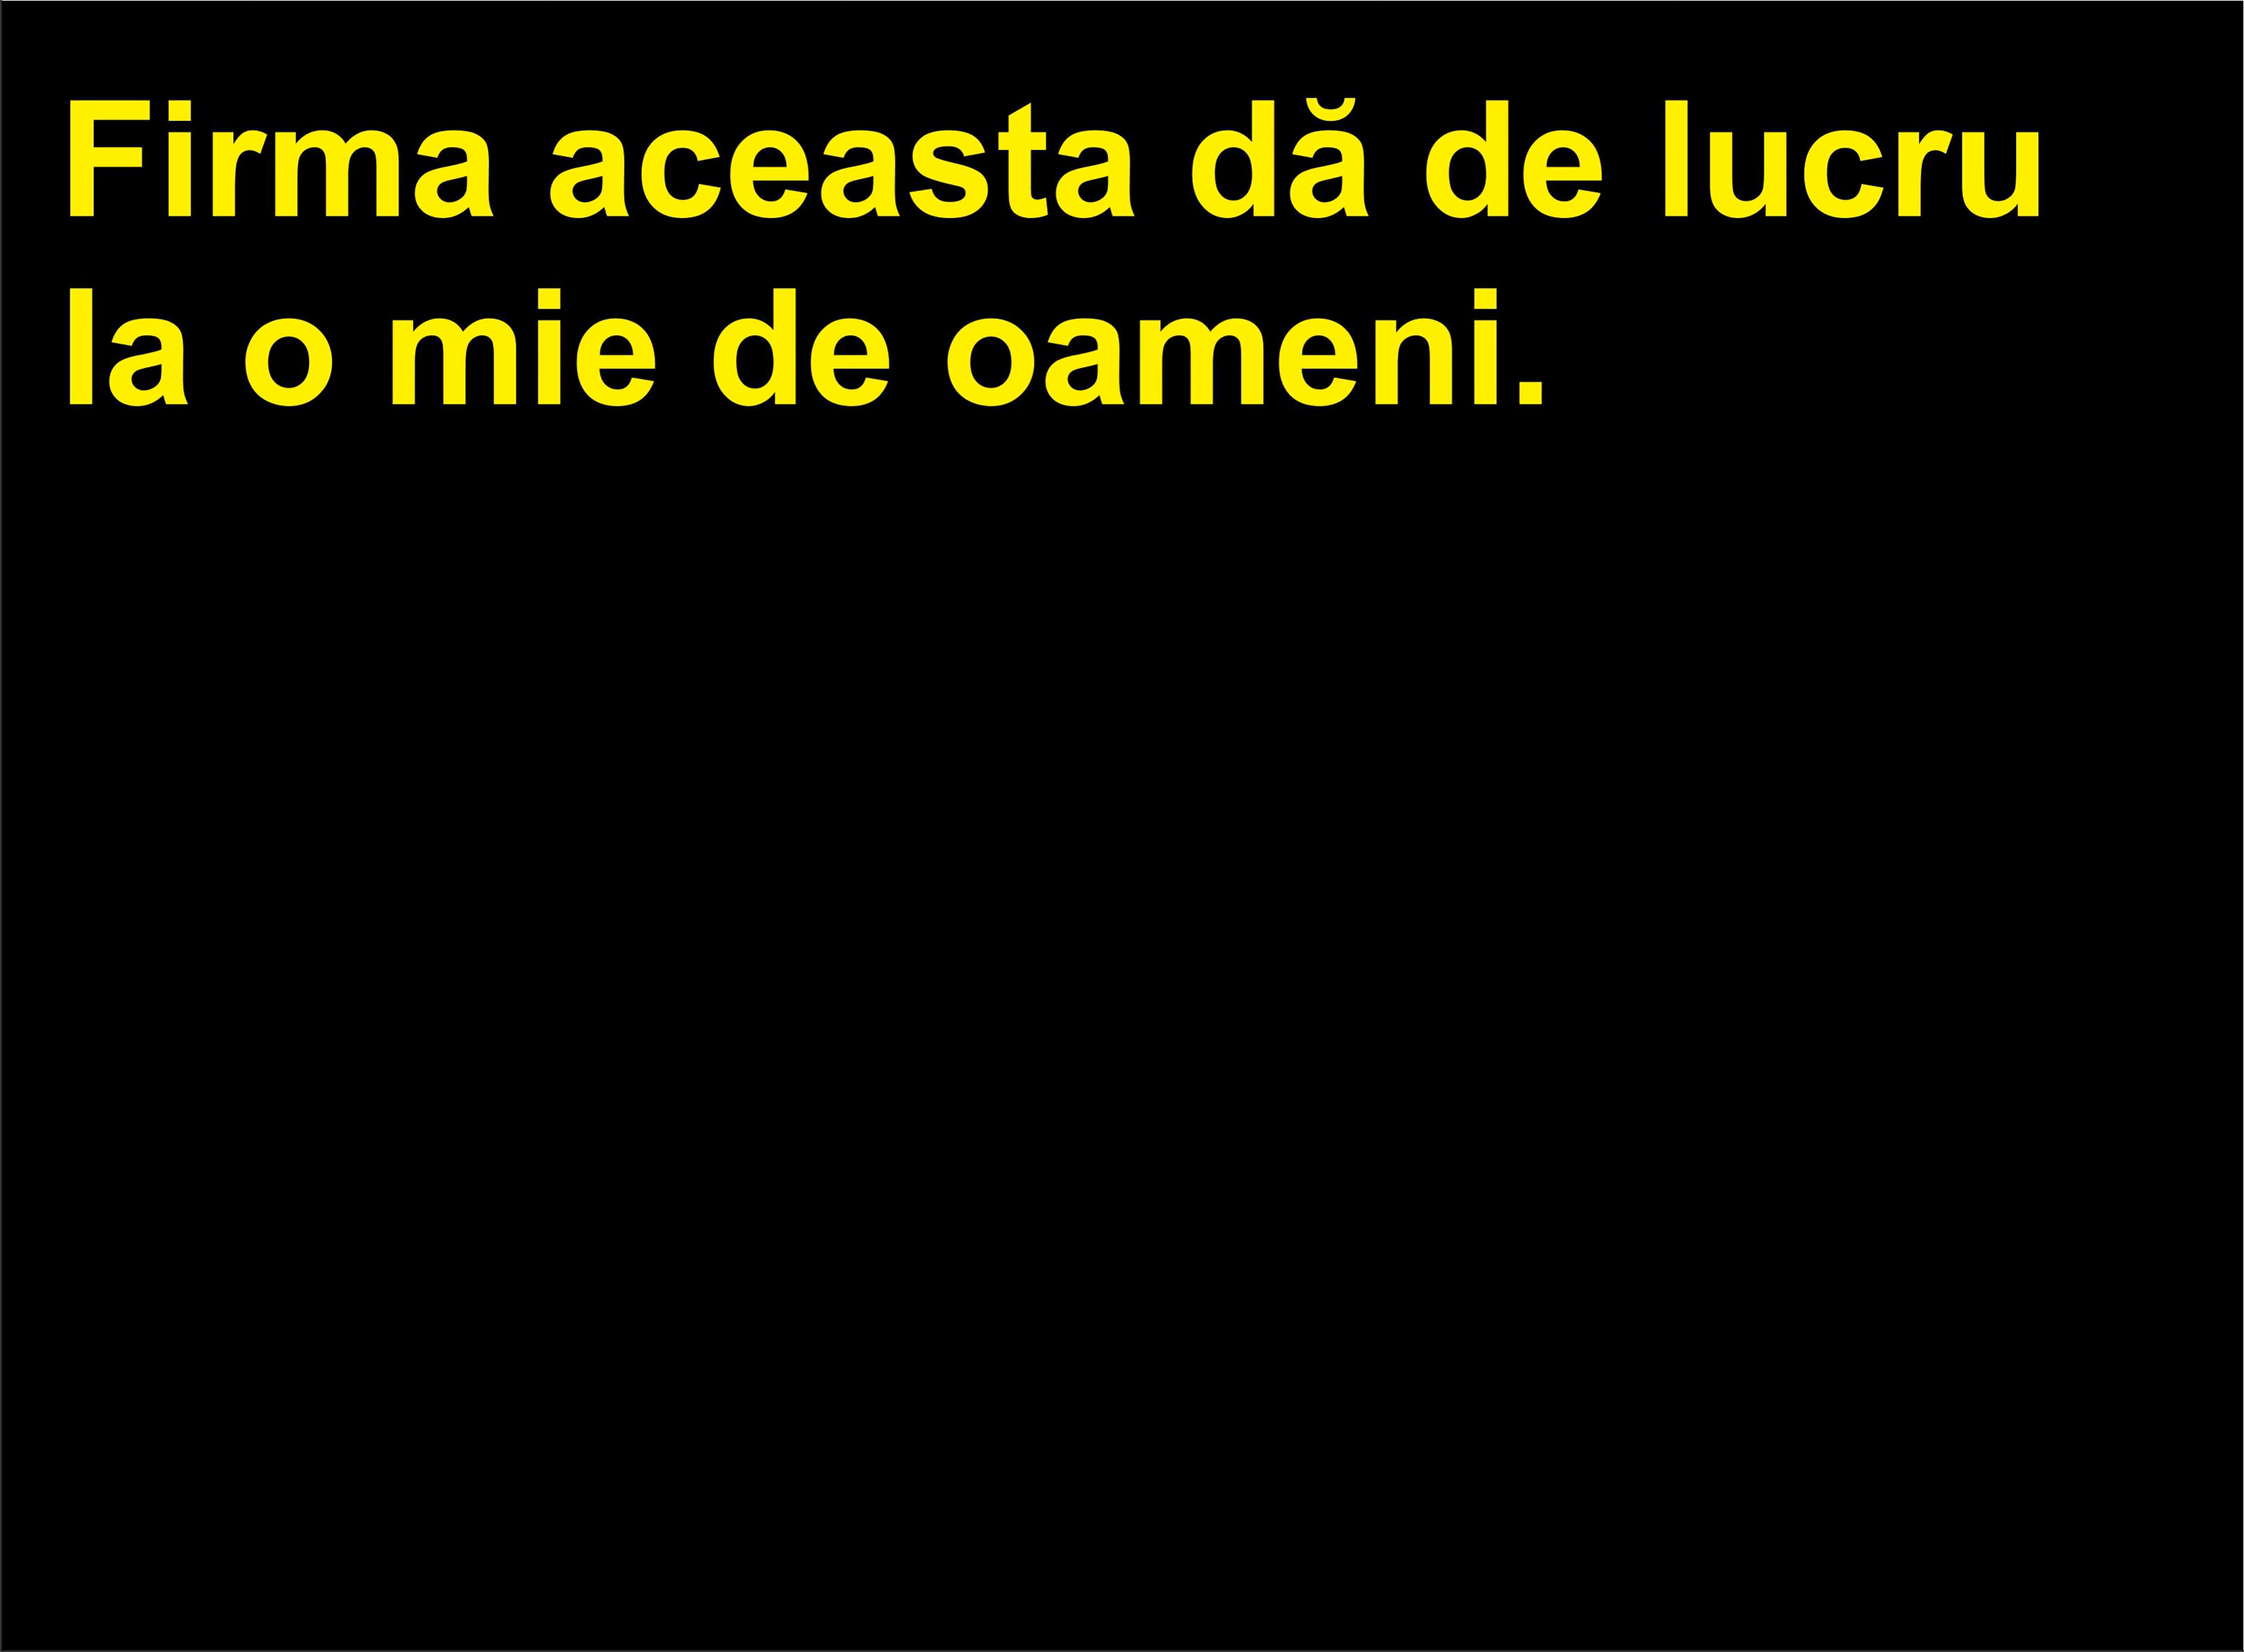 Firma aceasta dă de lucru
la o mie de oameni.